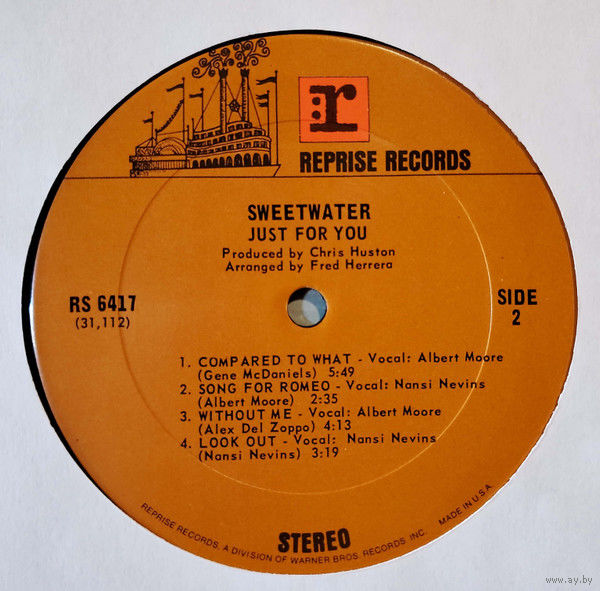 r
REPRISE RECORDS
SWEETWATER
JUST FOR YOU
Produced by Chris Huston
Arranged by Fred Herrera
RS 6417
(31,112)
SIDE
2
1. COMPARED TO WHAT - Vocal: Albert Moore
(Gene McDaniels) 5:49
2. SONG FOR ROMEO - Vocal: Nansi Nevins
(Albert Moore) 2:35
3. WITHOUT ME - Vocal: Albert Moore
(Alex Del Zoppo) 4:13
4. LOOK OUT - Vocal: Nansi Nevins
(Nansi Nevins) 3:19
STEREO
REPRISE RECORDS, A DIVISION OF WARNER BROS. RECORDS, INC. MADE IN U.S.A.
www.ay.by